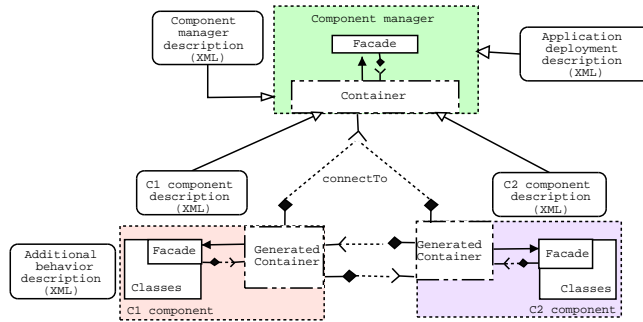 Component manager
Component
manager
description
(XML)
Facade
Application
deployment
description
(XML)
Container
C1 component
description
(XML)
connectTo
C2 component
description
(XML)
Additional
behavior
description
(XML)
Facade
Classes
C1 component
Generated
Container
Generated
Container
Facade
Classes
C2 component